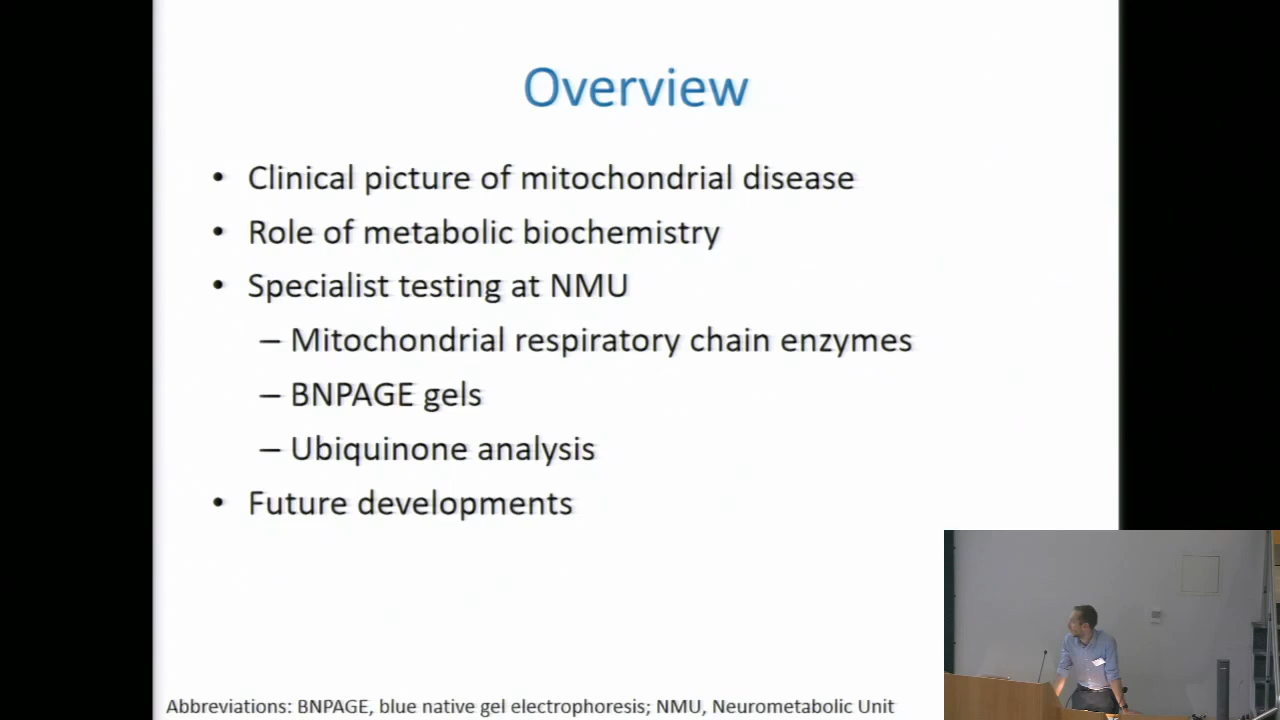 Overview
• Clinical picture of mitochondrial disease
• Role of metabolic biochemistry
• Specialist testing at NMU
– Mitochondrial respiratory chain enzymes
– BNPAGE gels
– Ubiquinone analysis
• Future developments
Abbreviations: BNPAGE, blue native gel electrophoresis; NMU, Neurometabolic Unit